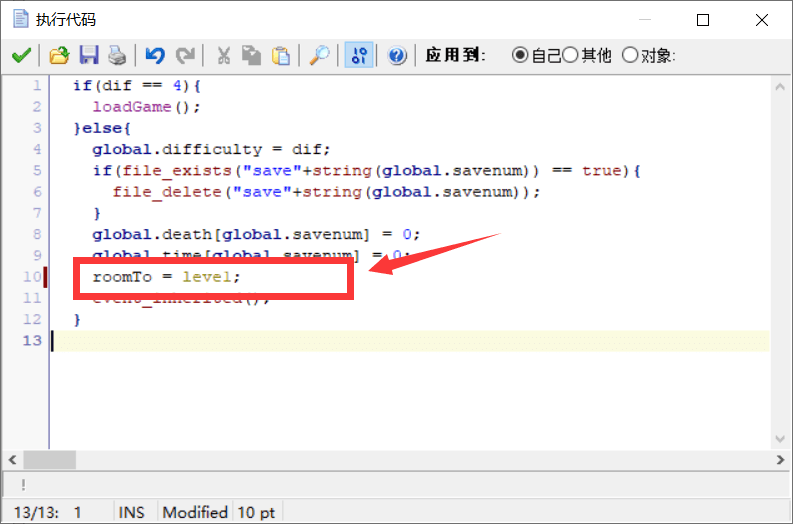 执行代码
应用到: 自己 其他 对象:
1 if(dif == 4){
2 loadGame();
3 }else{
4 global.difficulty = dif;
5 if(file_exists("save"+string(global.savenum)) == true){
6 file_delete("save"+string(global.savenum));
7 }
8 global.death[global.savenum] = 0;
9 global.time[global.savenum] = 0;
10 roomTo = level;
11 event_inherited();
12 }
13
!
13/13: 1 INS Modified 10 pt